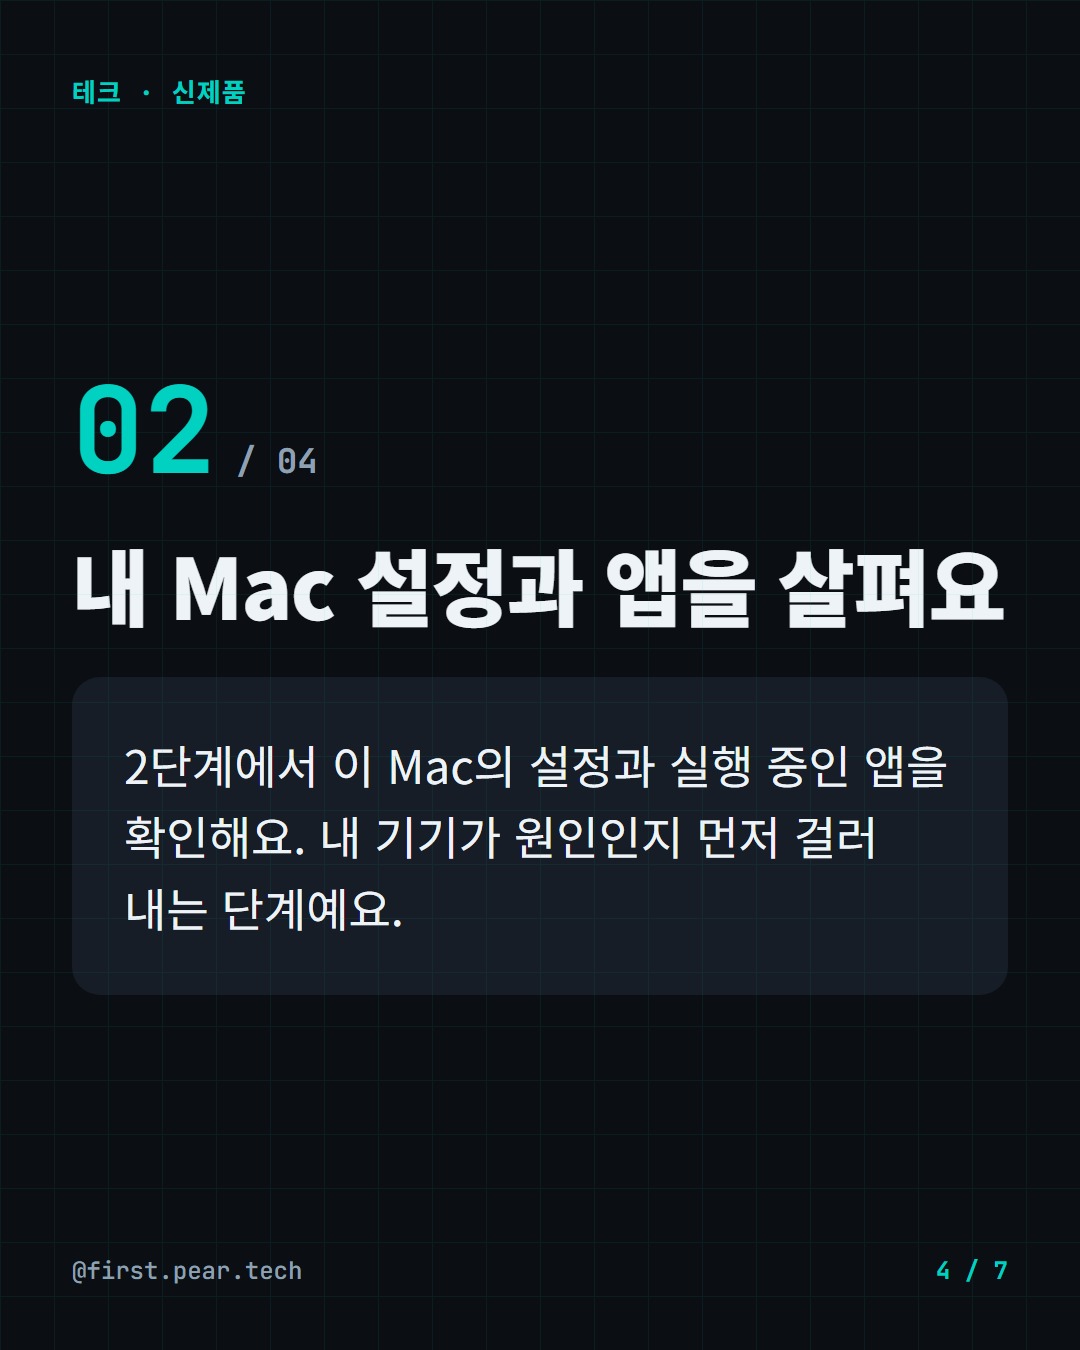 테크 · 신제품
02 / 04
내 Mac 설정과 앱을 살펴요
2단계에서 이 Mac의 설정과 실행 중인 앱을
확인해요. 내 기기가 원인인지 먼저 걸러
내는 단계예요.
@first.pear.tech
4 / 7